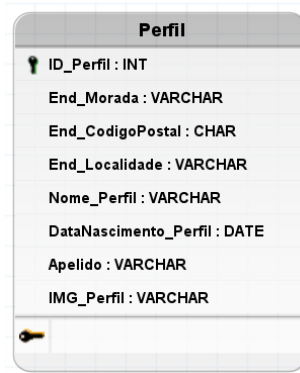 Perfil
ID_Perfil : INT
End_Morada : VARCHAR
End_CodigoPostal : CHAR
End_Localidade : VARCHAR
Nome_Perfil : VARCHAR
DataNascimento_Perfil : DATE
Apelido : VARCHAR
IMG_Perfil : VARCHAR